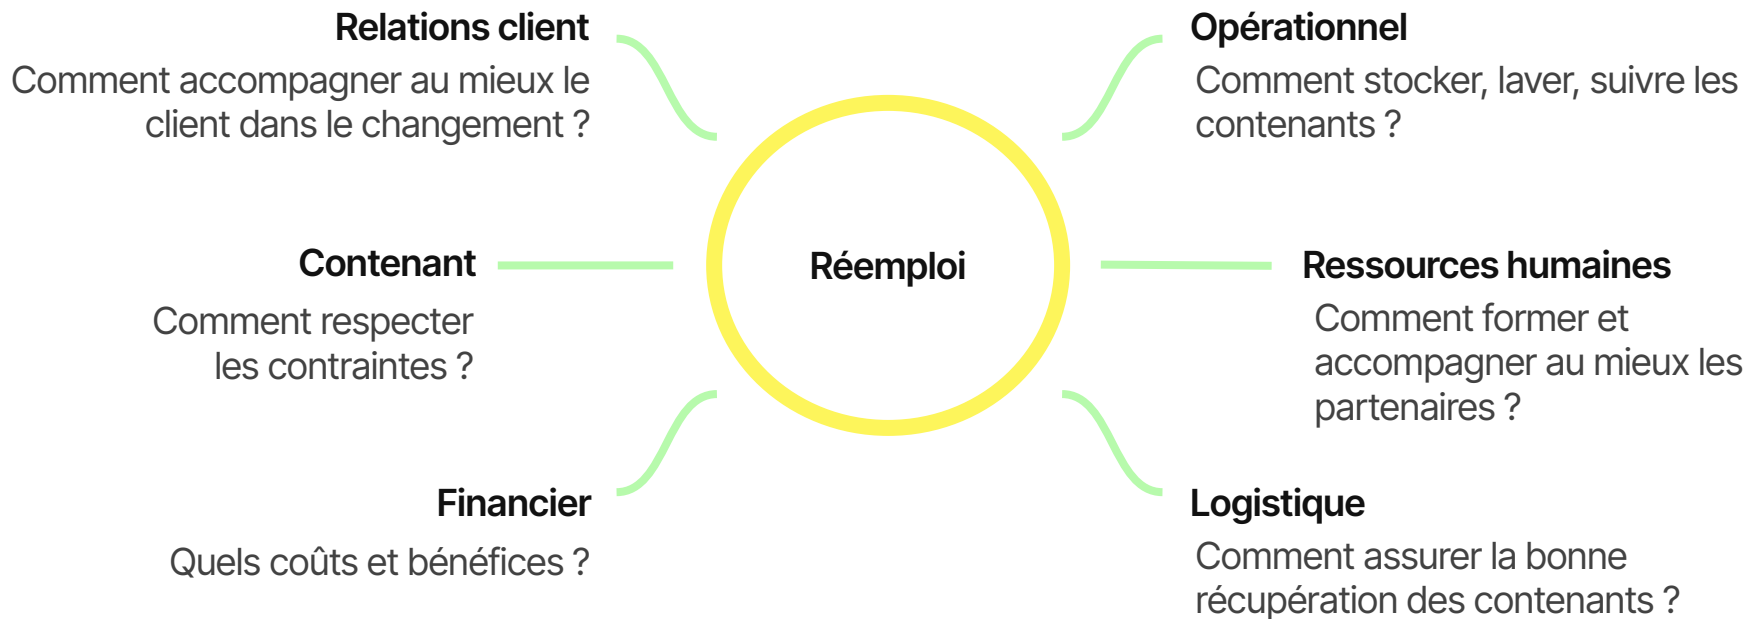 Relations client
Comment accompagner au mieux le
client dans le changement ?
Contenant
Comment respecter
les contraintes ?
Financier
Quels coûts et bénéfices ?
Réemploi
Opérationnel
Comment stocker, laver, suivre les
contenants ?
Ressources humaines
Comment former et
accompagner au mieux les
partenaires ?
Logistique
Comment assurer la bonne
récupération des contenants ?